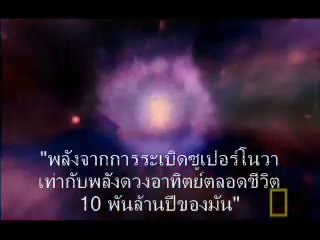 "พลังจากการระเบิดซูเปอร์โนวา
เท่ากับพลังดวงอาทิตย์ตลอดชีวิต
10 พันล้านปีของมัน"